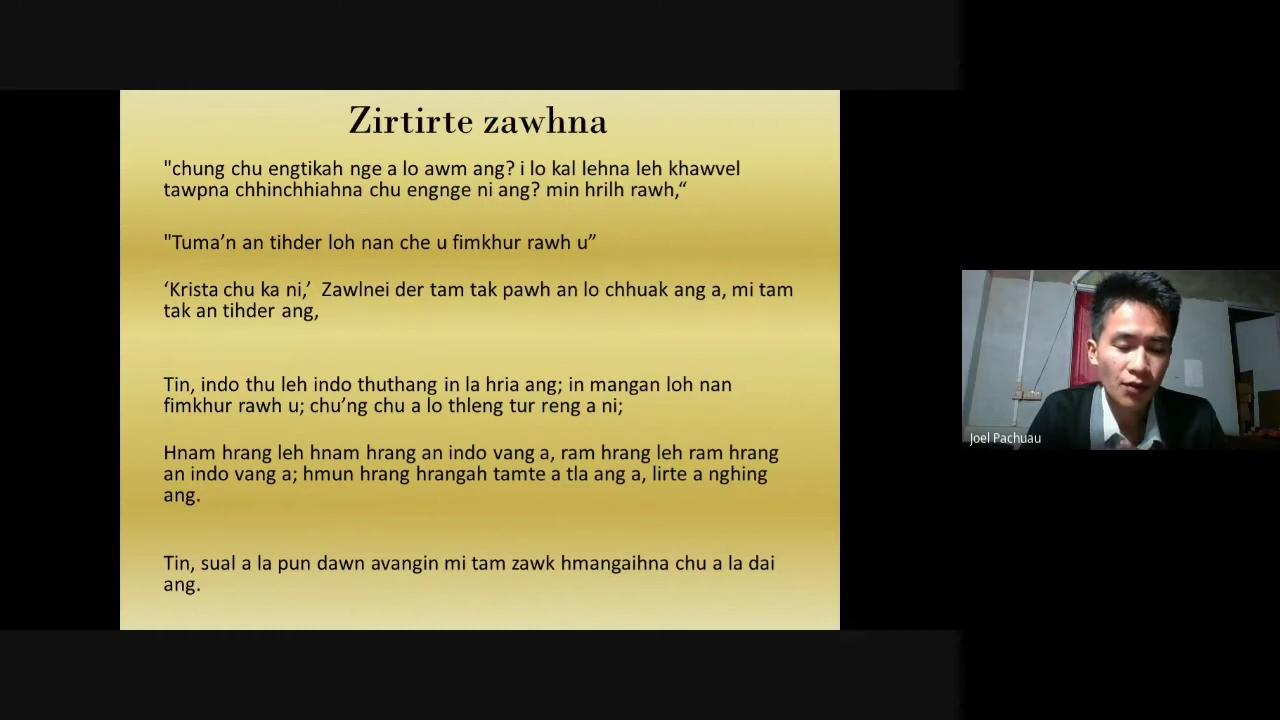 Zirtirte zawhna
"chung chu engtikah nge a lo awm ang? i lo kal lehna leh khawvel
tawpna chhinchhiahna chu engnge ni ang? min hrilh rawh,“
"Tuma’n an tihder loh nan che u fimkhur rawh u”
‘Krista chu ka ni,’ Zawlnei der tam tak pawh an lo chhuak ang a, mi tam
tak an tihder ang,
Tin, indo thu leh indo thuthang in la hria ang; in mangan loh nan
fimkhur rawh u; chu’ng chu a lo thleng tur reng a ni;
Hnam hrang leh hnam hrang an indo vang a, ram hrang leh ram hrang
an indo vang a; hmun hrang hrangah tamte a tla ang a, lirte a nghing
ang.
Tin, sual a la pun dawn avangin mi tam zawk hmangaihna chu a la dai
ang.
Joel Pachuau